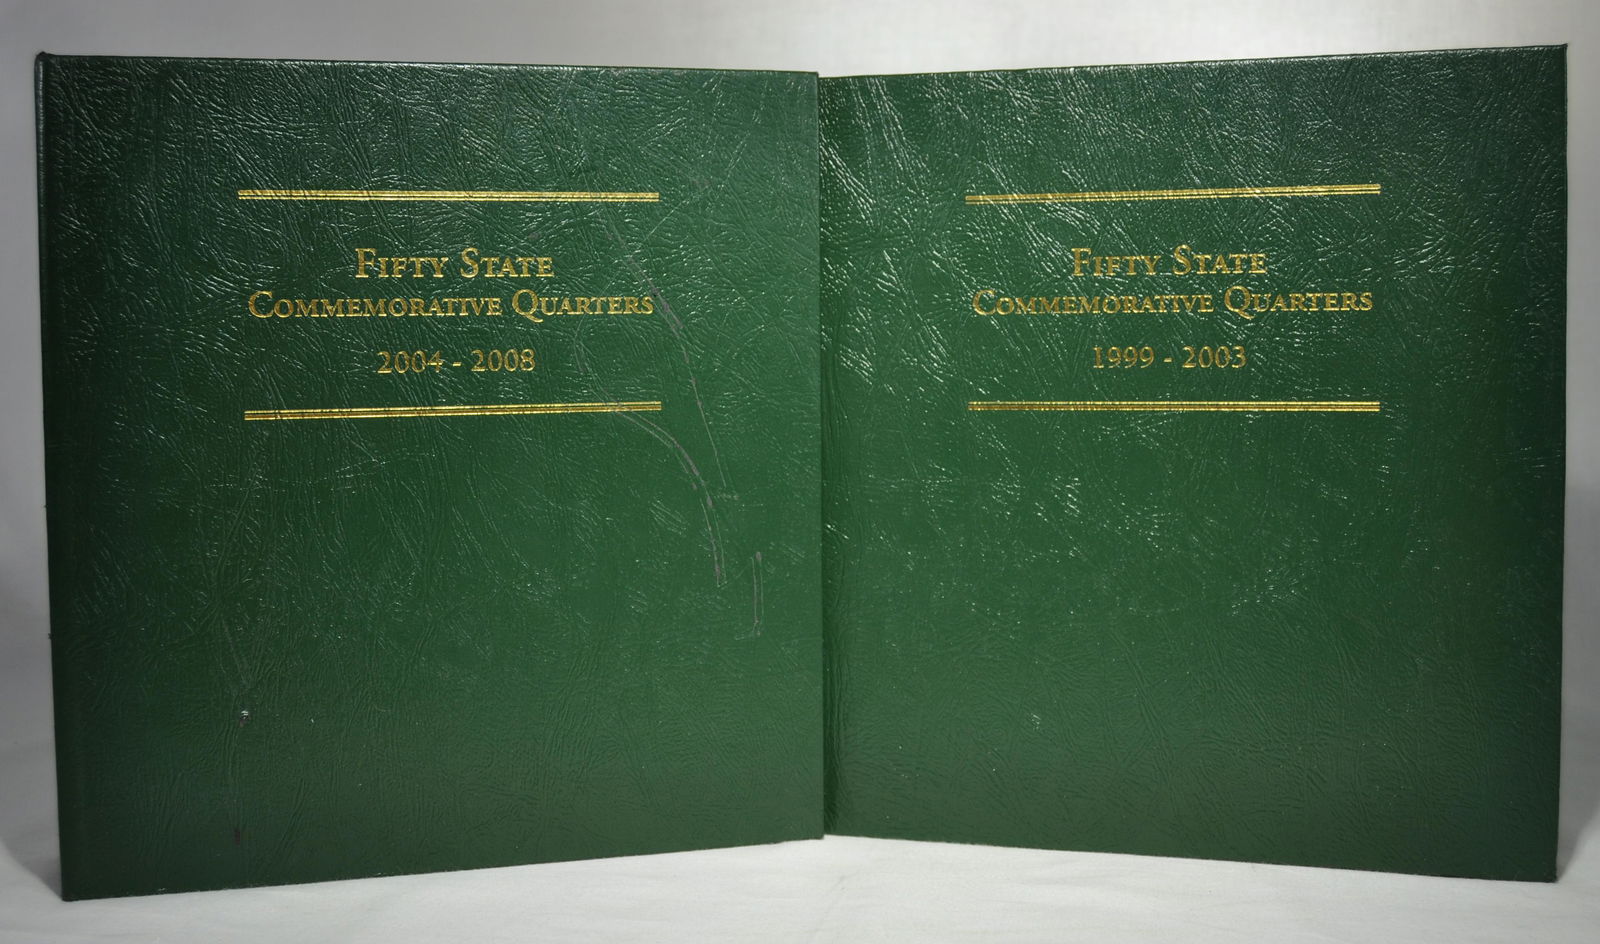 Fifty State
Commemorative Quarters
2004 - 2008
Fifty State
Commemorative Quarters
1999 - 2003